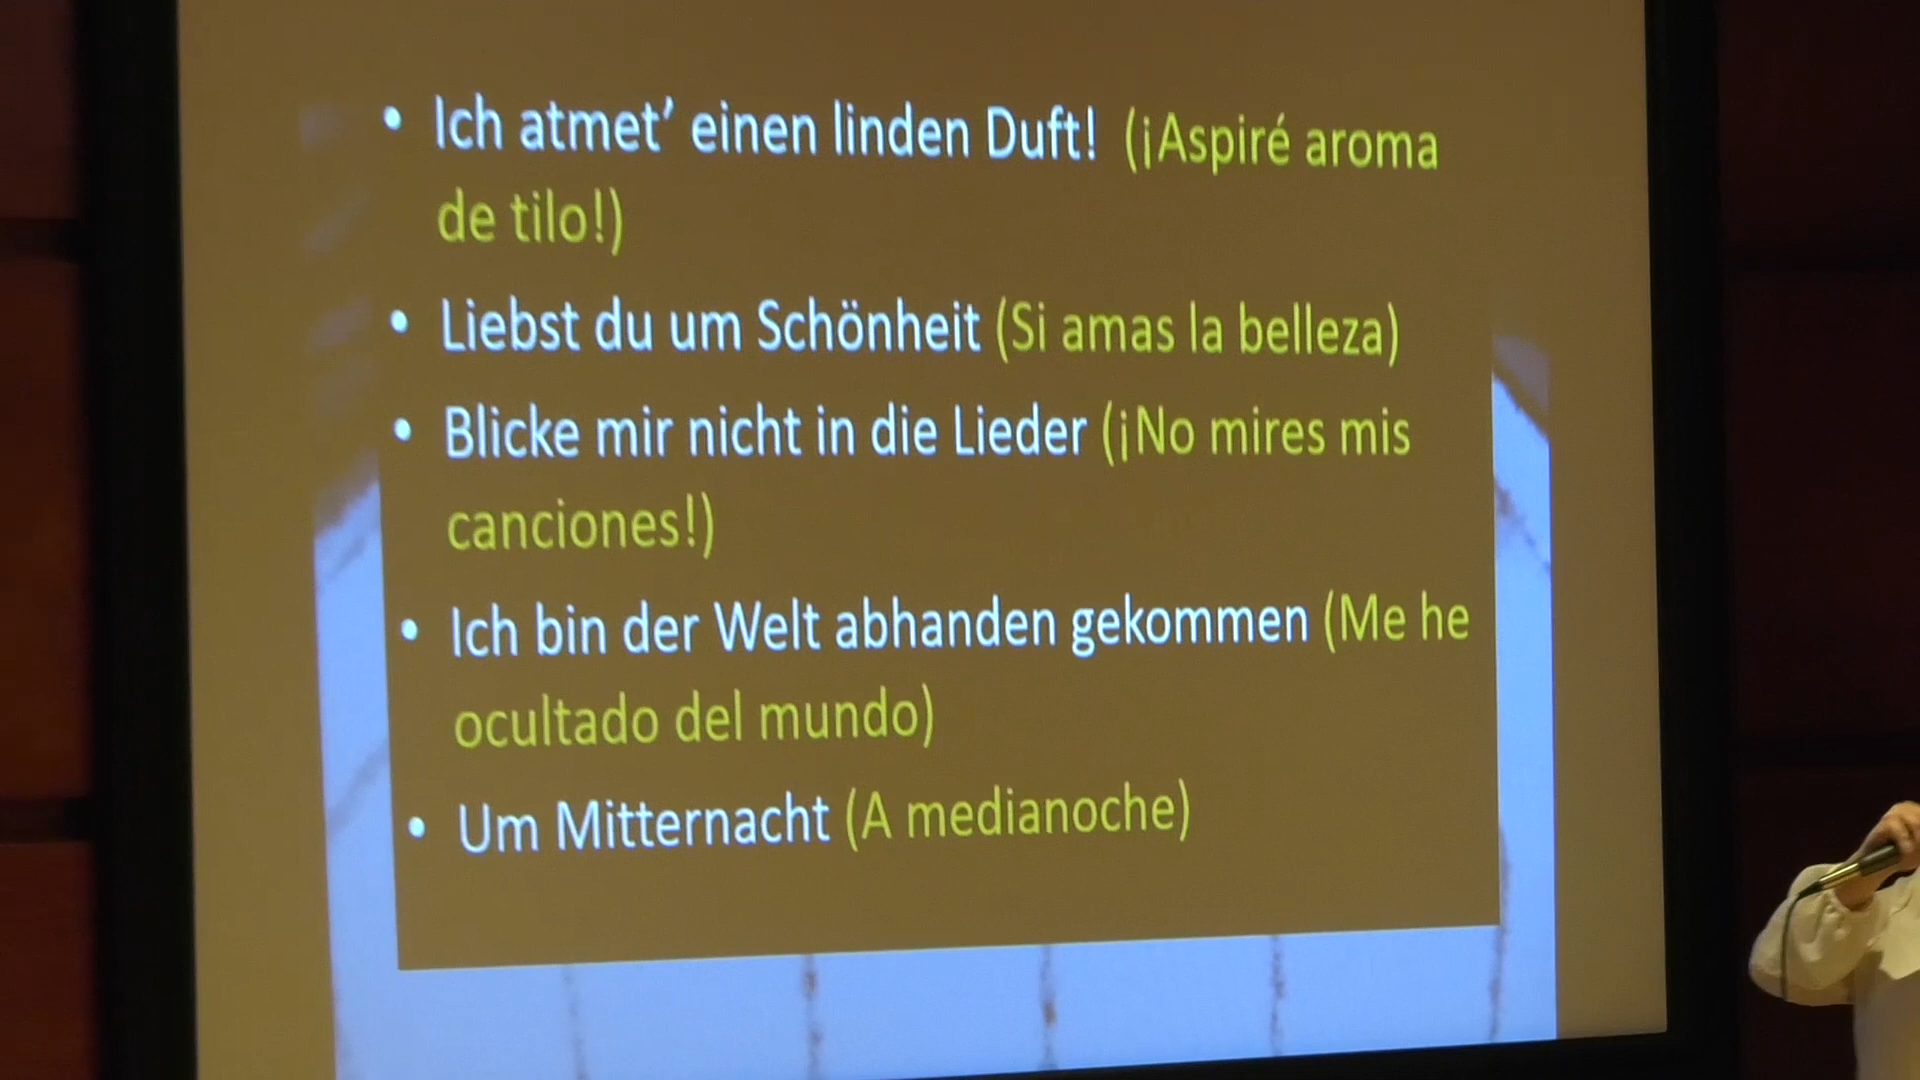 • Ich atmet’ einen linden Duft! (¡Aspiré aroma
de tilo!)
• Liebst du um Schönheit (Si amas la belleza)
• Blicke mir nicht in die Lieder (¡No mires mis
canciones!)
• Ich bin der Welt abhanden gekommen (Me he
ocultado del mundo)
• Um Mitternacht (A medianoche)